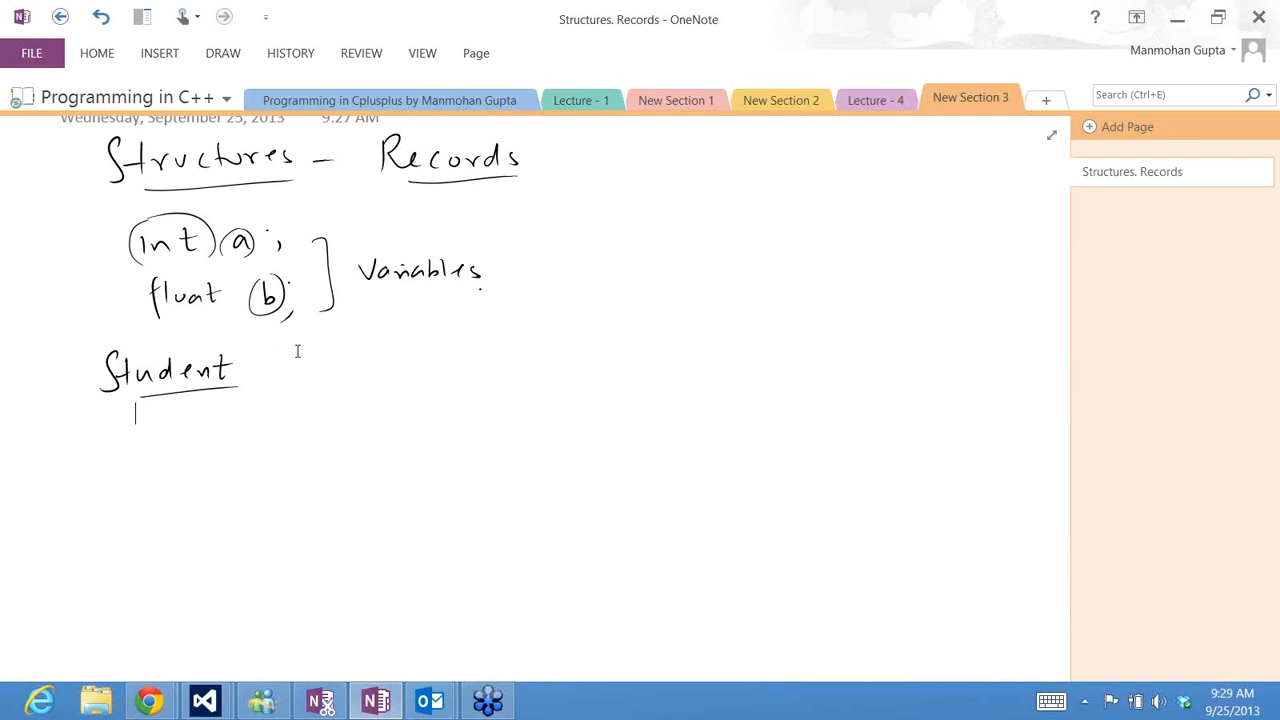 Structures. Records - OneNote
?
FILE HOME INSERT DRAW HISTORY REVIEW VIEW Page
Manmohan Gupta
Programming in C++
Programming in Cplusplus by Manmohan Gupta
Lecture - 1
New Section 1
New Section 2
Lecture - 4
New Section 3
Search (Ctrl+E)
Wednesday, September 25, 2013 9:27 AM
Add Page
Structures. Records
Structures - Records
int a;
float b;
Variables
Student
9:29 AM
9/25/2013